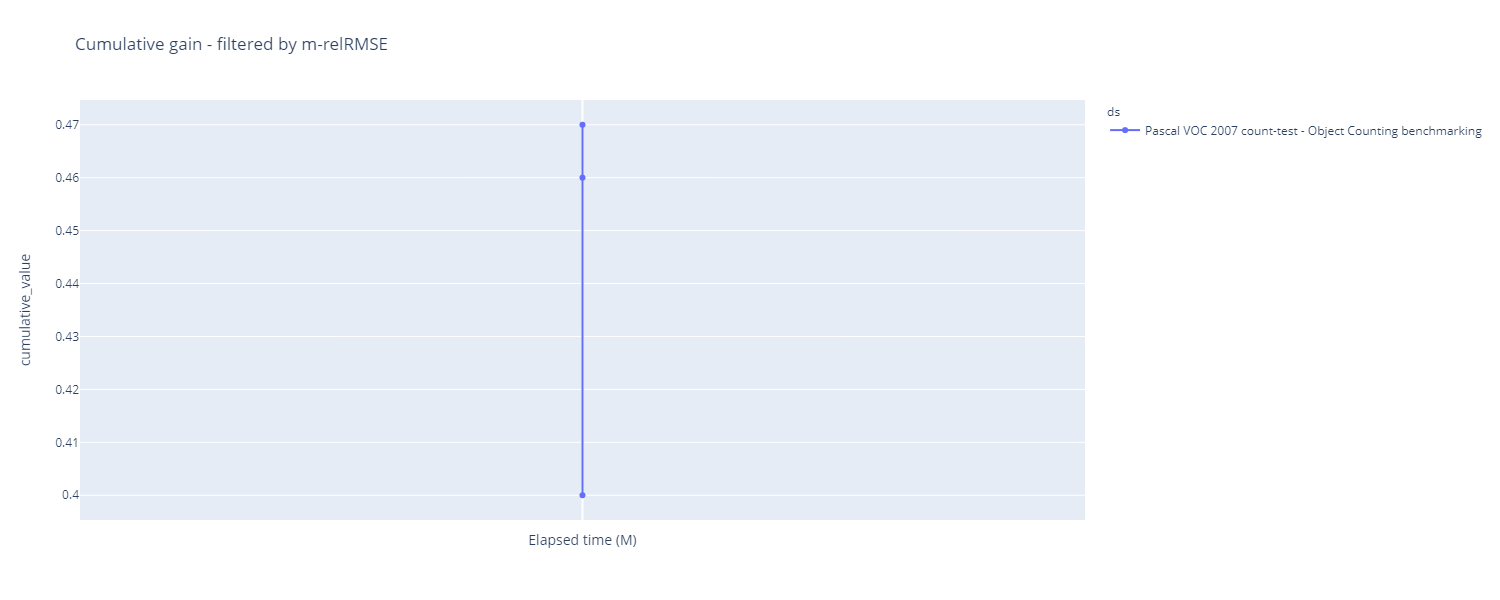 Cumulative gain - filtered by m-relRMSE
ds
Pascal VOC 2007 count-test - Object Counting benchmarking
cumulative_value
0.47
0.46
0.45
0.44
0.43
0.42
0.41
0.4
Elapsed time (M)